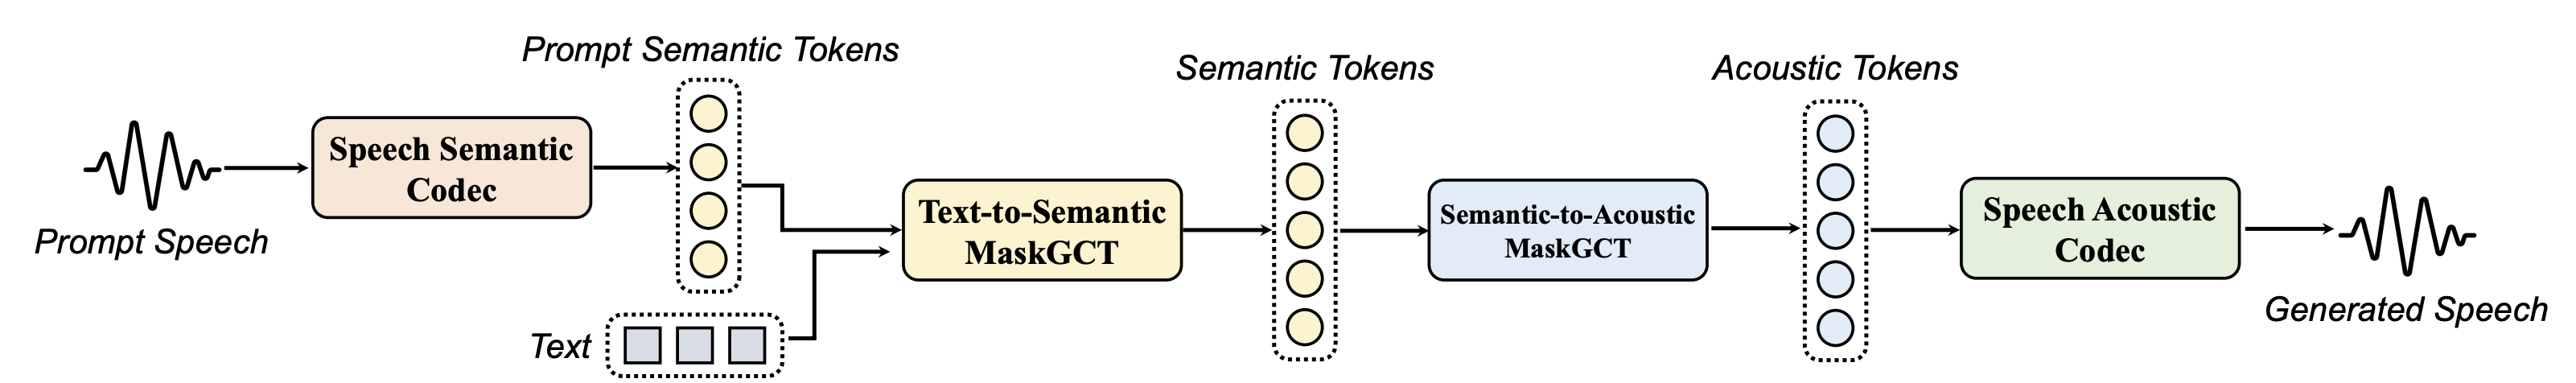 Prompt Speech
Speech Semantic
Codec
Prompt Semantic Tokens
Text
Text-to-Semantic
MaskGCT
Semantic Tokens
Semantic-to-Acoustic
MaskGCT
Acoustic Tokens
Speech Acoustic
Codec
Generated Speech